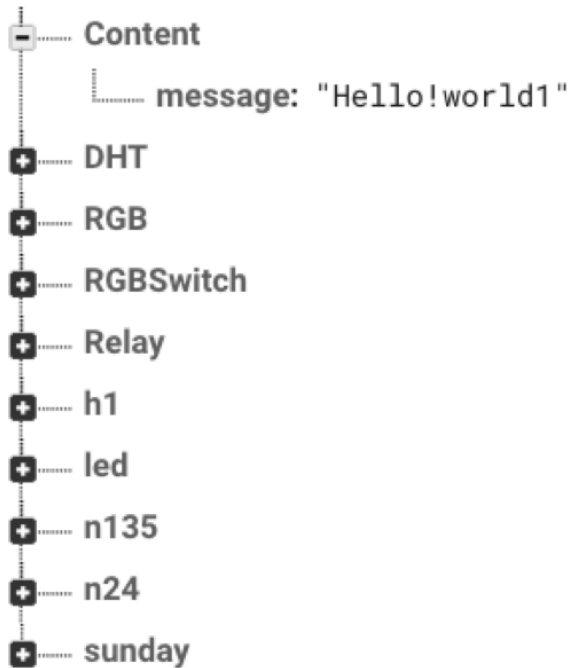 Content
message: "Hello!world1"
DHT
RGB
RGBSwitch
Relay
h1
led
n135
n24
sunday